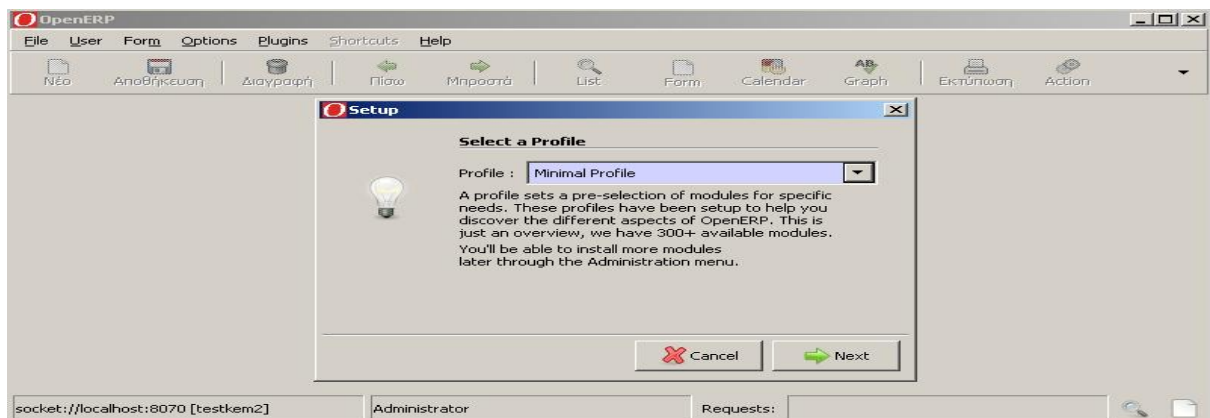 OpenERP
File User Form Options Plugins Shortcuts Help
Νέο Αποθήκευση Διαγραφή Πίσω Μπροστά List Form Calendar Graph Εκτύπωση Action
Setup
Select a Profile
Profile : Minimal Profile
A profile sets a pre-selection of modules for specific
needs. These profiles have been setup to help you
discover the different aspects of OpenERP. This is
just an overview, we have 300+ available modules.
You'll be able to install more modules
later through the Administration menu.
Cancel Next
socket://localhost:8070 [testkem2] Administrator Requests: